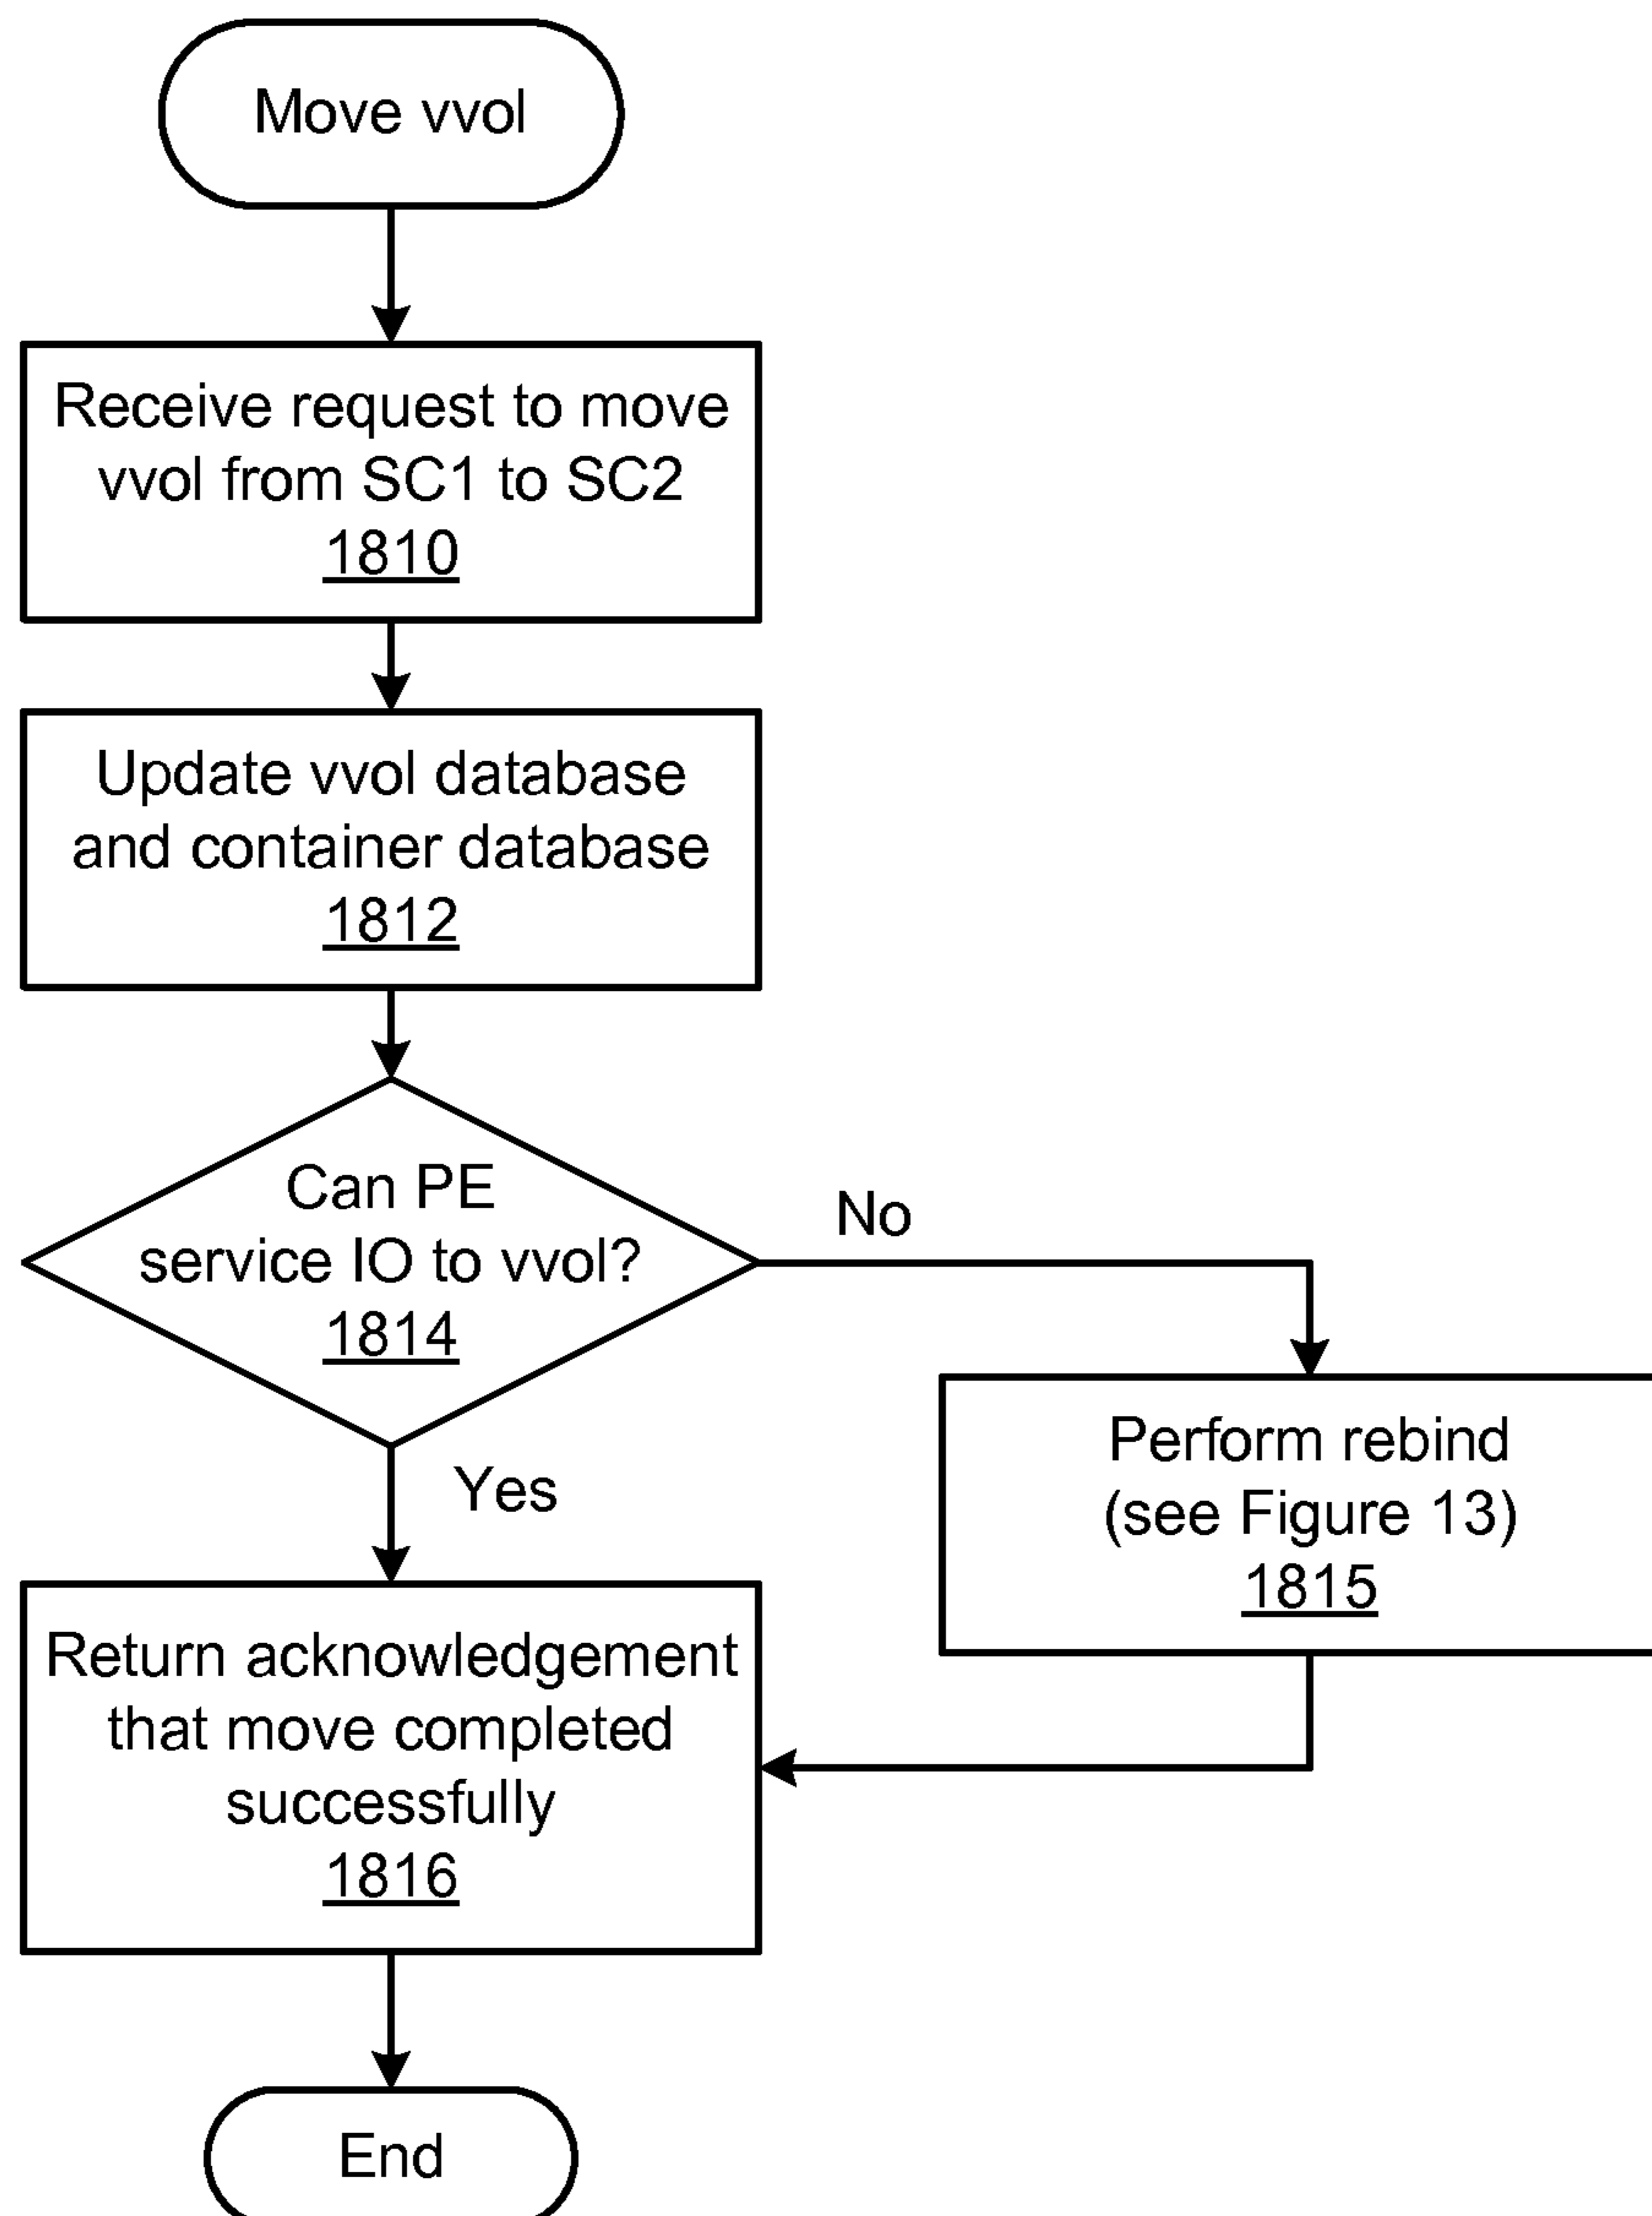 Move vvol
Receive request to move
vvol from SC1 to SC2
1810
Update vvol database
and container database
1812
Can PE
service IO to vvol?
1814
No
Yes
Perform rebind
(see Figure 13)
1815
Return acknowledgement
that move completed
successfully
1816
End